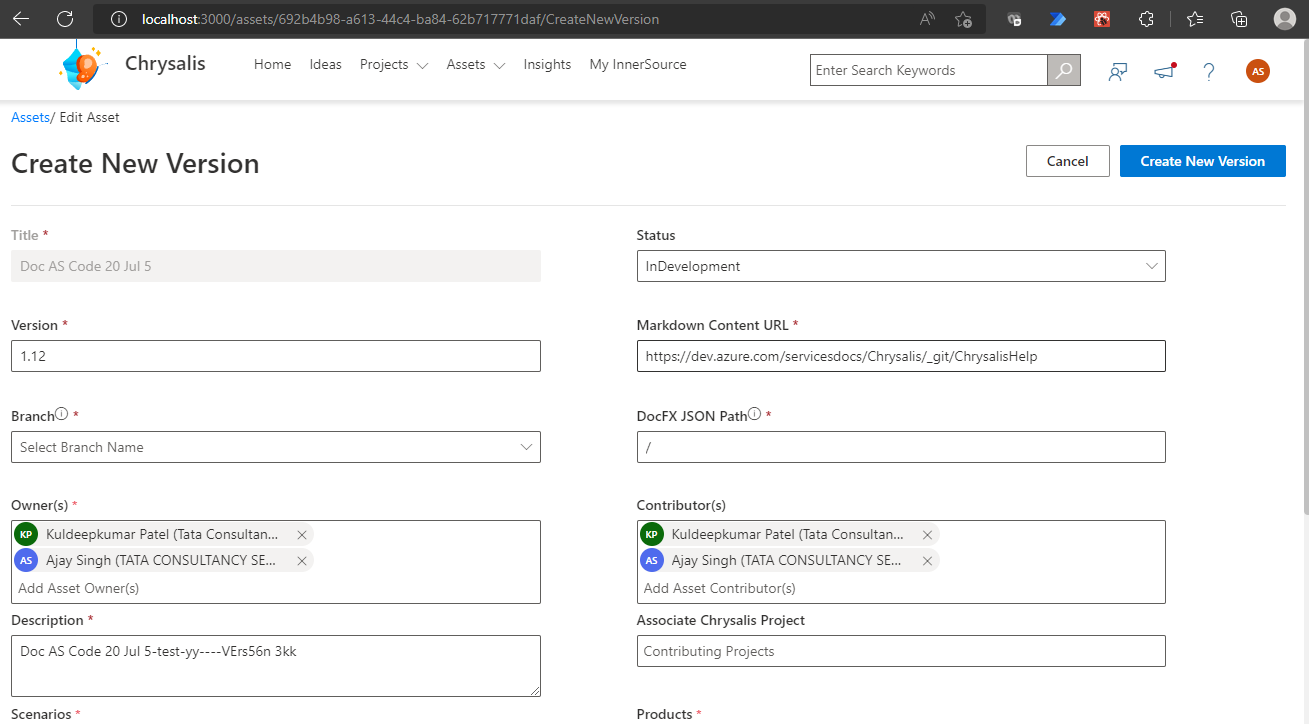 localhost:3000/assets/692b4b98-a613-44c4-ba84-62b717771daf/CreateNewVersion
Chrysalis
Home Ideas Projects Assets Insights My InnerSource
Enter Search Keywords
AS
Assets/ Edit Asset
Create New Version
Cancel
Create New Version
Title *
Doc AS Code 20 Jul 5
Status
InDevelopment
Version *
1.12
Markdown Content URL *
https://dev.azure.com/servicesdocs/Chrysalis/_git/ChrysalisHelp
Branch *
Select Branch Name
DocFX JSON Path *
/
Owner(s) *
KP Kuldeepkumar Patel (Tata Consultan...
AS Ajay Singh (TATA CONSULTANCY SE...
Add Asset Owner(s)
Contributor(s)
KP Kuldeepkumar Patel (Tata Consultan...
AS Ajay Singh (TATA CONSULTANCY SE...
Add Asset Contributor(s)
Description *
Doc AS Code 20 Jul 5-test-yy----VErs56n 3kk
Associate Chrysalis Project
Contributing Projects
Scenarios *
Products *